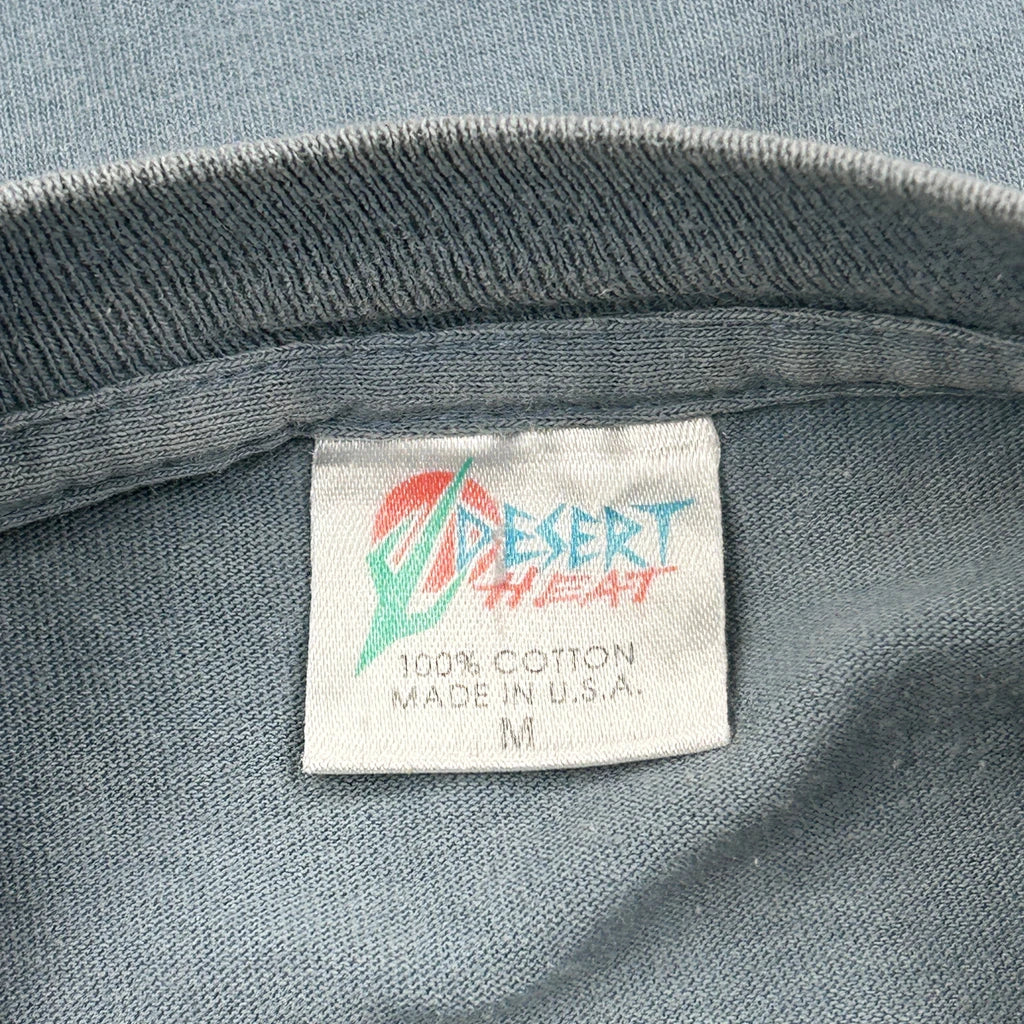 DESERT
HEAT
100% COTTON
MADE IN U.S.A.
M